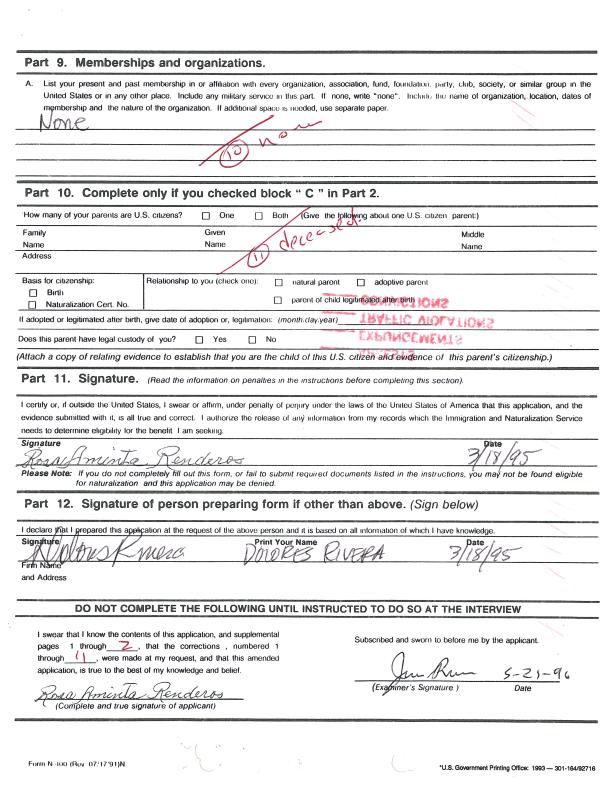 Part 9. Memberships and organizations.
A. List your present and past membership in or affiliation with every organization, association, fund, foundation, party, club, society, or similar group in the
United States or in any other place. Include any military service in this part. If none, write "none". Include the name of organization, location, dates of
membership and the nature of the organization. If additional space is needed, use separate paper.
None
10 none
Part 10. Complete only if you checked block " C " in Part 2.
How many of your parents are U.S. citizens? One Both (Give the following about one U.S. citizen parent:)
Family Given Middle
Name Name Name
11 deceased
Address
Basis for citizenship: Relationship to you (check one): natural parent adoptive parent
Birth
Naturalization Cert. No. parent of child legitimated after birth
If adopted or legitimated after birth, give date of adoption or, legitimation: (month/day/year)
TRAFFIC VIOLATIONS
Does this parent have legal custody of you? Yes No
EXPUNGEMENTS
(Attach a copy of relating evidence to establish that you are the child of this U.S. citizen and evidence of this parent's citizenship.)
Part 11. Signature. (Read the information on penalties in the instructions before completing this section).
I certify or, if outside the United States, I swear or affirm, under penalty of perjury under the laws of the United States of America that this application, and the
evidence submitted with it, is all true and correct. I authorize the release of any information from my records which the Immigration and Naturalization Service
needs to determine eligibility for the benefit I am seeking.
Signature Date
Rosa Aminta Renderos 3/18/95
Please Note: If you do not completely fill out this form, or fail to submit required documents listed in the instructions, you may not be found eligible
for naturalization and this application may be denied.
Part 12. Signature of person preparing form if other than above. (Sign below)
I declare that I prepared this application at the request of the above person and it is based on all information of which I have knowledge.
Signature Print Your Name Date
DOLORES RIVERA 3/18/95
Firm Name
and Address
DO NOT COMPLETE THE FOLLOWING UNTIL INSTRUCTED TO DO SO AT THE INTERVIEW
I swear that I know the contents of this application, and supplemental
pages 1 through 2, that the corrections, numbered 1
through 11, were made at my request, and that this amended
application, is true to the best of my knowledge and belief.
Rosa Aminta Renderos
(Complete and true signature of applicant)
Subscribed and sworn to before me by the applicant.
5-21-96
(Examiner's Signature ) Date
Form N-400 (Rev. 07/17/91)N
*U.S. Government Printing Office: 1993 — 301-164/92716